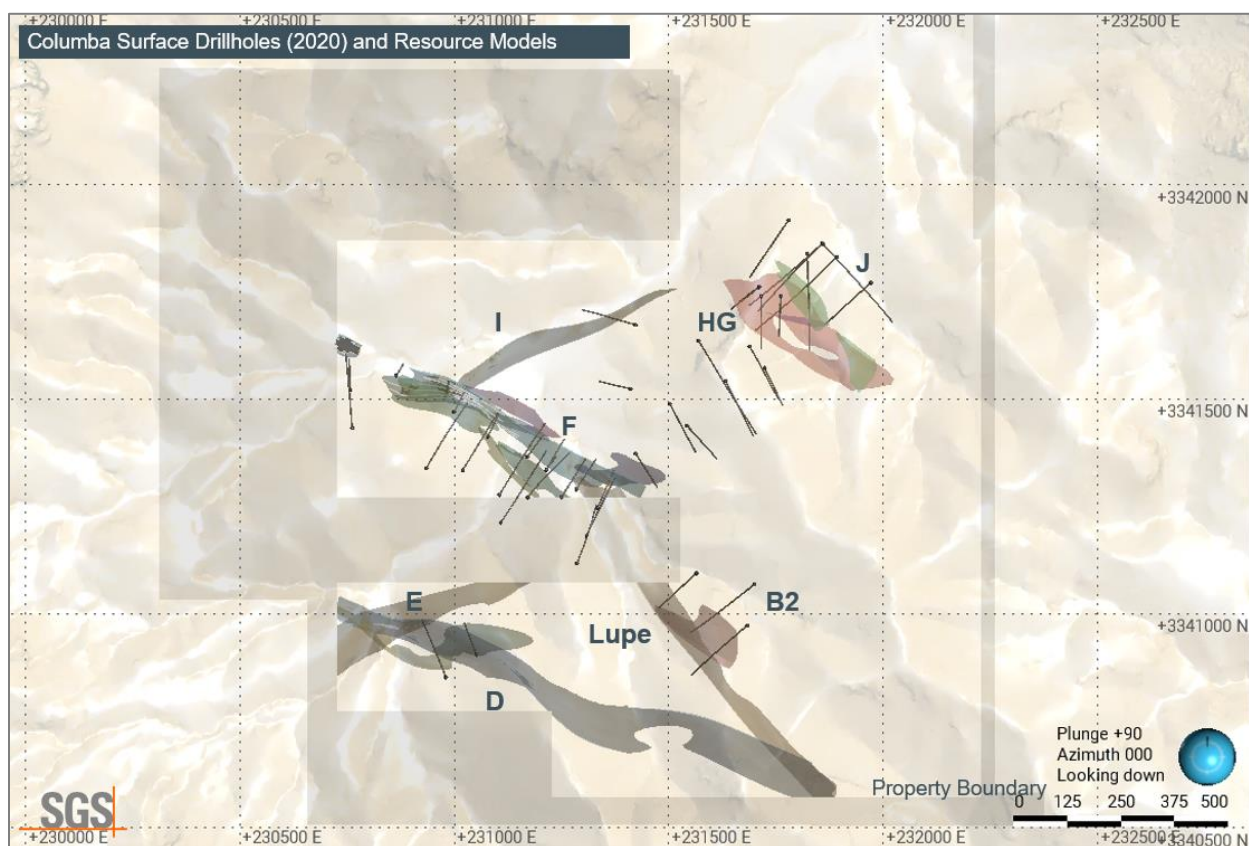 +230000 E
+230500 E
+231000 E
+231500 E
+232000 E
+232500 E
Columba Surface Drillholes (2020) and Resource Models
+3342000 N
J
I
HG
+3341500 N
F
E
B2
+3341000 N
Lupe
D
Plunge +90
Azimuth 000
Looking down
Property Boundary
0 125 250 375 500
SGS
+230000 E
+230500 E
+231000 E
+231500 E
+232000 E
+232500 E
+3340500 N